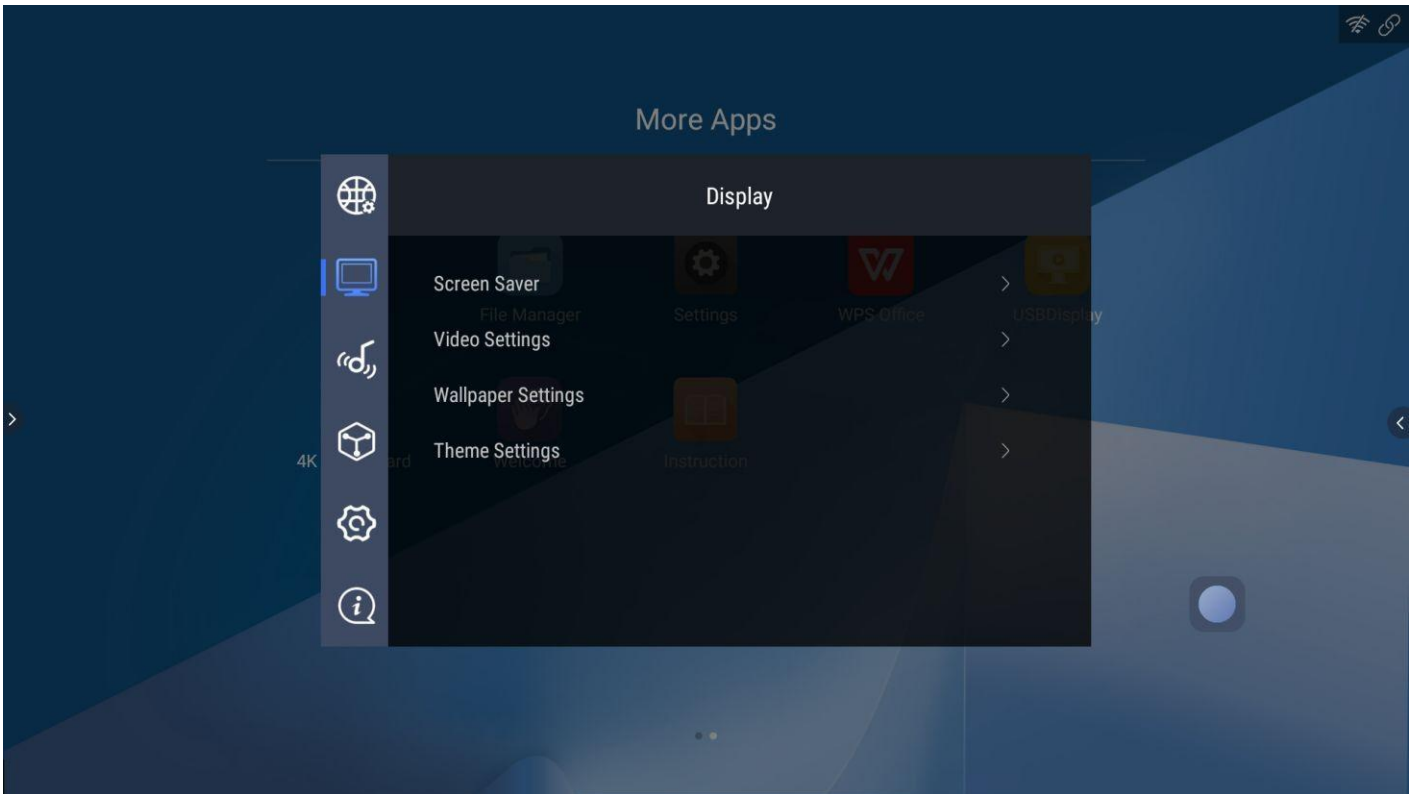 More Apps
Display
Screen Saver
File Manager
Settings
WPS Office
USBDisplay
Video Settings
Wallpaper Settings
Theme Settings
4K
Welcome
Instruction